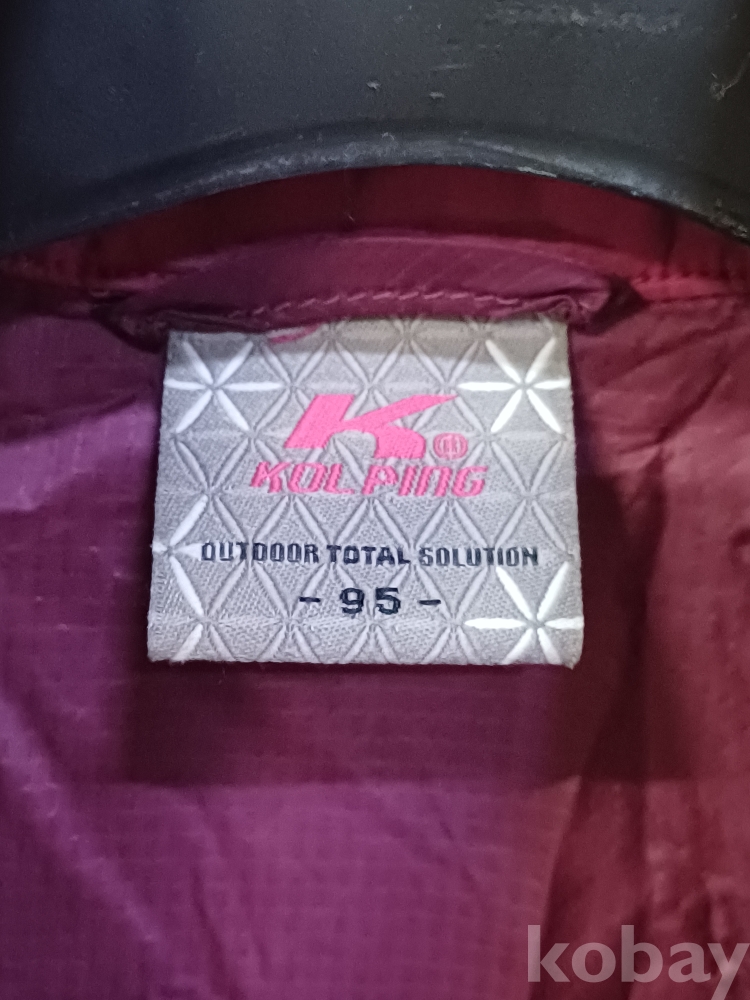 K
KOLPING
OUTDOOR TOTAL SOLUTION
- 95 -
kobay